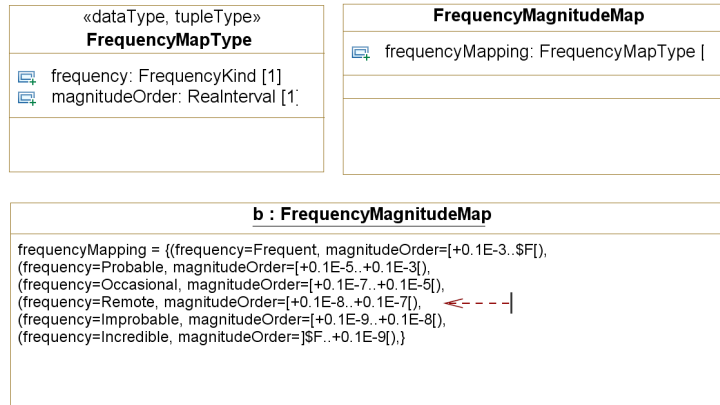 «dataType, tupleType»
FrequencyMapType
frequency: FrequencyKind [1]
magnitudeOrder: RealInterval [1]
FrequencyMagnitudeMap
frequencyMapping: FrequencyMapType [
b : FrequencyMagnitudeMap
frequencyMapping = {(frequency=Frequent, magnitudeOrder=[+0.1E-3..$F[),
(frequency=Probable, magnitudeOrder=[+0.1E-5..+0.1E-3[),
(frequency=Occasional, magnitudeOrder=[+0.1E-7..+0.1E-5[),
(frequency=Remote, magnitudeOrder=[+0.1E-8..+0.1E-7[),
(frequency=Improbable, magnitudeOrder=[+0.1E-9..+0.1E-8[),
(frequency=Incredible, magnitudeOrder=]$F..+0.1E-9[),}